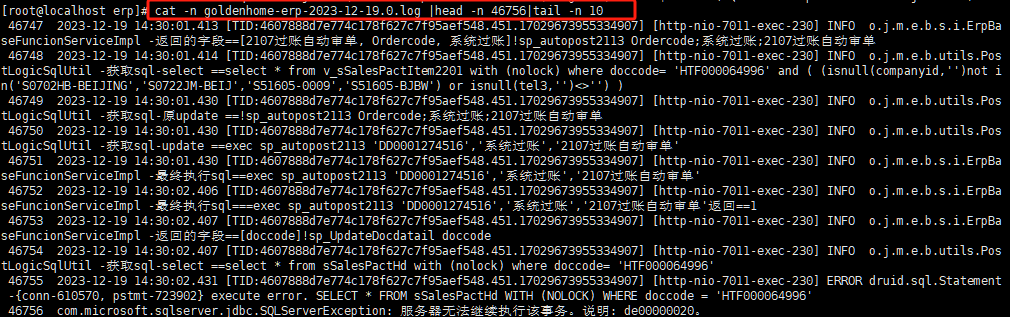 [root@localhost erp]# cat -n goldenhome-erp-2023-12-19.0.log |head -n 46756|tail -n 10
46747  2023-12-19 14:30:01.413 [TID:4607888d7e774c178f627c7f95aef548.451.17029673955334907] [http-nio-7011-exec-230] INFO  o.j.m.e.b.s.i.ErpBa
seFuncionServiceImpl -返回的字段==[2107过账自动审单, Ordercode, 系统过账]!sp_autopost2113 Ordercode;系统过账;2107过账自动审单
46748  2023-12-19 14:30:01.414 [TID:4607888d7e774c178f627c7f95aef548.451.17029673955334907] [http-nio-7011-exec-230] INFO  o.j.m.e.b.utils.Pos
tLogicSqlUtil -获取sql-select ==select * from v_sSalesPactItem2201 with (nolock) where doccode= 'HTF000064996' and ( (isnull(companyid,'')not i
n('S0702HB-BEIJING','S0722JM-BEIJ','S51605-0009','S51605-BJBW') or isnull(tel3,'')<>'') )
46749  2023-12-19 14:30:01.430 [TID:4607888d7e774c178f627c7f95aef548.451.17029673955334907] [http-nio-7011-exec-230] INFO  o.j.m.e.b.utils.Pos
tLogicSqlUtil -获取sql-原update ==!sp_autopost2113 Ordercode;系统过账;2107过账自动审单
46750  2023-12-19 14:30:01.430 [TID:4607888d7e774c178f627c7f95aef548.451.17029673955334907] [http-nio-7011-exec-230] INFO  o.j.m.e.b.utils.Pos
tLogicSqlUtil -获取sql-update ==exec sp_autopost2113 'DD0001274516','系统过账','2107过账自动审单'
46751  2023-12-19 14:30:01.430 [TID:4607888d7e774c178f627c7f95aef548.451.17029673955334907] [http-nio-7011-exec-230] INFO  o.j.m.e.b.s.i.ErpBa
seFuncionServiceImpl -最终执行sql==exec sp_autopost2113 'DD0001274516','系统过账','2107过账自动审单'
46752  2023-12-19 14:30:02.406 [TID:4607888d7e774c178f627c7f95aef548.451.17029673955334907] [http-nio-7011-exec-230] INFO  o.j.m.e.b.s.i.ErpBa
seFuncionServiceImpl -最终执行sql===exec sp_autopost2113 'DD0001274516','系统过账','2107过账自动审单'返回==1
46753  2023-12-19 14:30:02.407 [TID:4607888d7e774c178f627c7f95aef548.451.17029673955334907] [http-nio-7011-exec-230] INFO  o.j.m.e.b.s.i.ErpBa
seFuncionServiceImpl -返回的字段==[doccode]!sp_UpdateDocdatail doccode
46754  2023-12-19 14:30:02.407 [TID:4607888d7e774c178f627c7f95aef548.451.17029673955334907] [http-nio-7011-exec-230] INFO  o.j.m.e.b.utils.Pos
tLogicSqlUtil -获取sql-select ==select * from sSalesPactHd with (nolock) where doccode= 'HTF000064996'
46755  2023-12-19 14:30:02.431 [TID:4607888d7e774c178f627c7f95aef548.451.17029673955334907] [http-nio-7011-exec-230] ERROR druid.sql.Statement
-{conn-610570, pstmt-723902} execute error. SELECT * FROM sSalesPactHd WITH (NOLOCK) WHERE doccode = 'HTF000064996'
46756  com.microsoft.sqlserver.jdbc.SQLServerException: 服务器无法继续执行该事务。说明: de00000020。